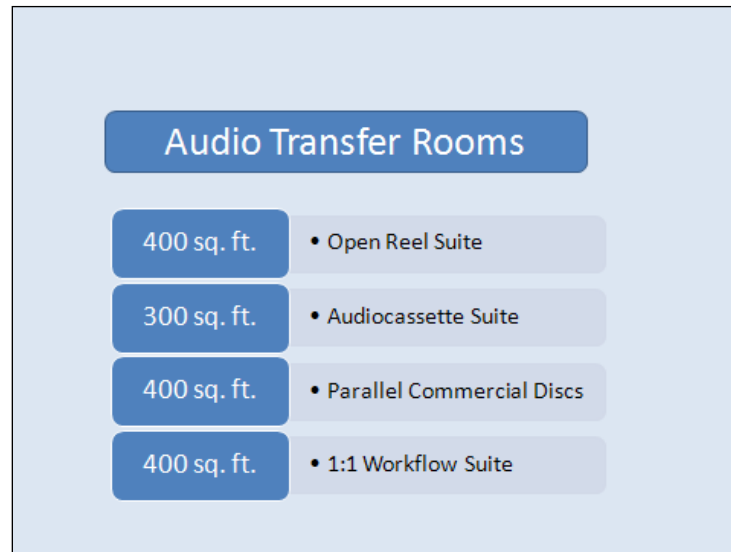 Audio Transfer Rooms
400 sq. ft.
• Open Reel Suite
300 sq. ft.
• Audiocassette Suite
400 sq. ft.
• Parallel Commercial Discs
400 sq. ft.
• 1:1 Workflow Suite